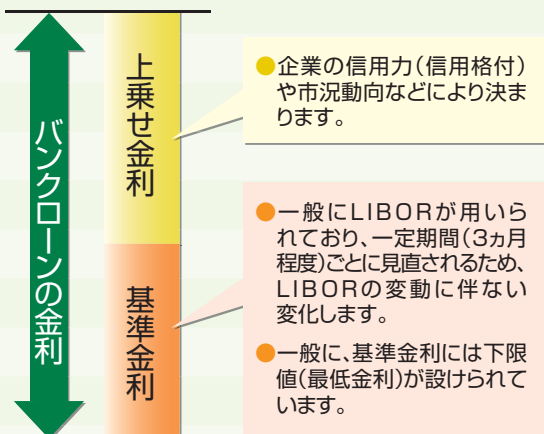 バンクローンの金利
上乗せ金利
●企業の信用力(信用格付)
や市況動向などにより決ま
ります。
基準金利
●一般にLIBORが用いら
れており、一定期間(3ヵ月
程度)ごとに見直されるため、
LIBORの変動に伴ない
変化します。
●一般に、基準金利には下限
値(最低金利)が設けられて
います。